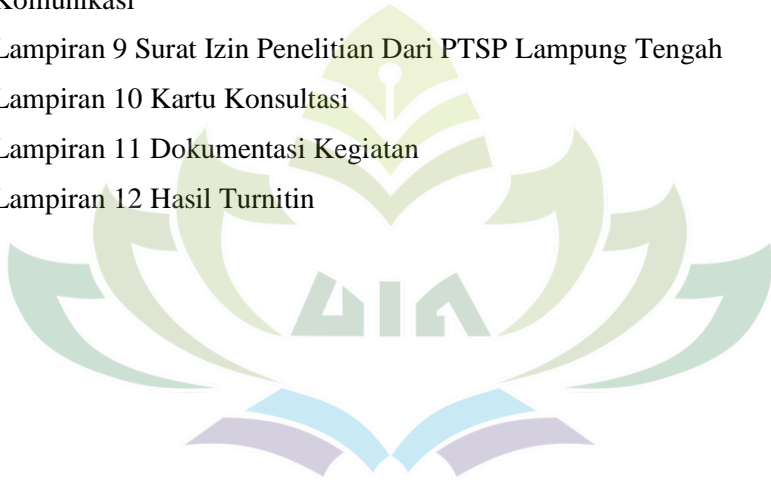 Komunikasi
Lampiran 9 Surat Izin Penelitian Dari PTSP Lampung Tengah
Lampiran 10 Kartu Konsultasi
Lampiran 11 Dokumentasi Kegiatan
Lampiran 12 Hasil Turnitin
UIN